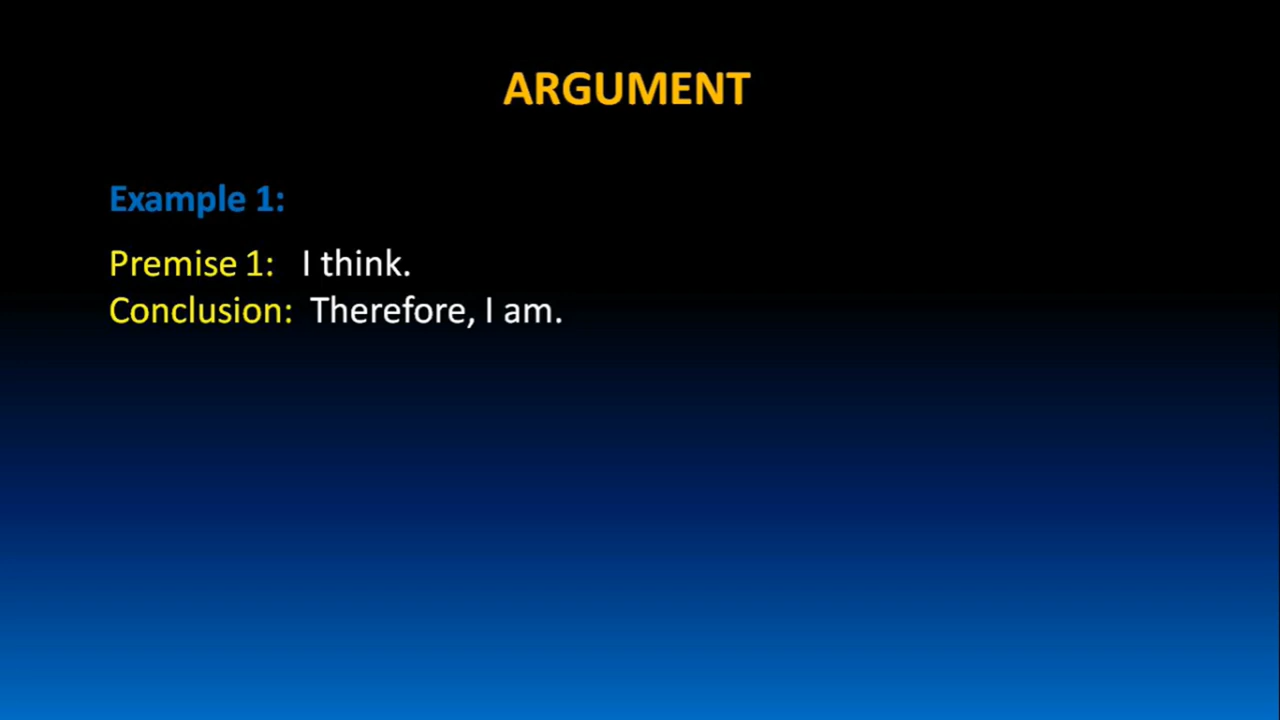 ARGUMENT
Example 1:
Premise 1: I think.
Conclusion: Therefore, I am.